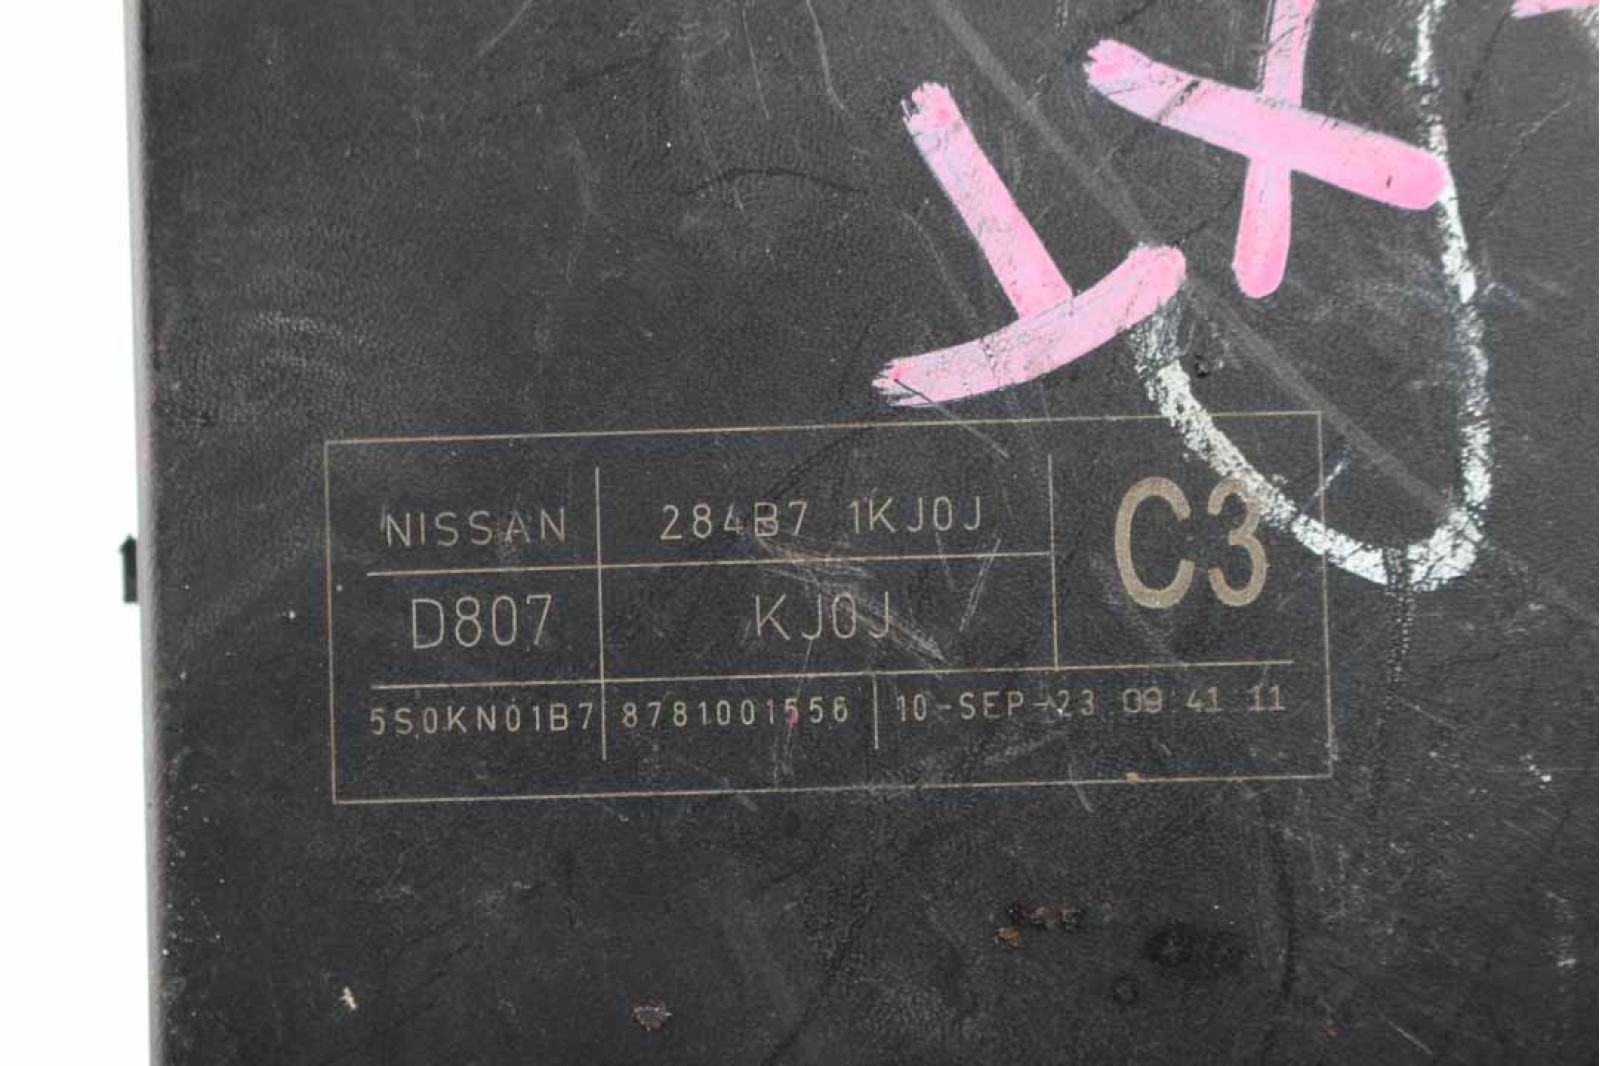 NISSAN 284B7 1KJ0J C3
D807 KJ0J
5S0KN01B7 8781001556 10-SEP-23 09 41 11